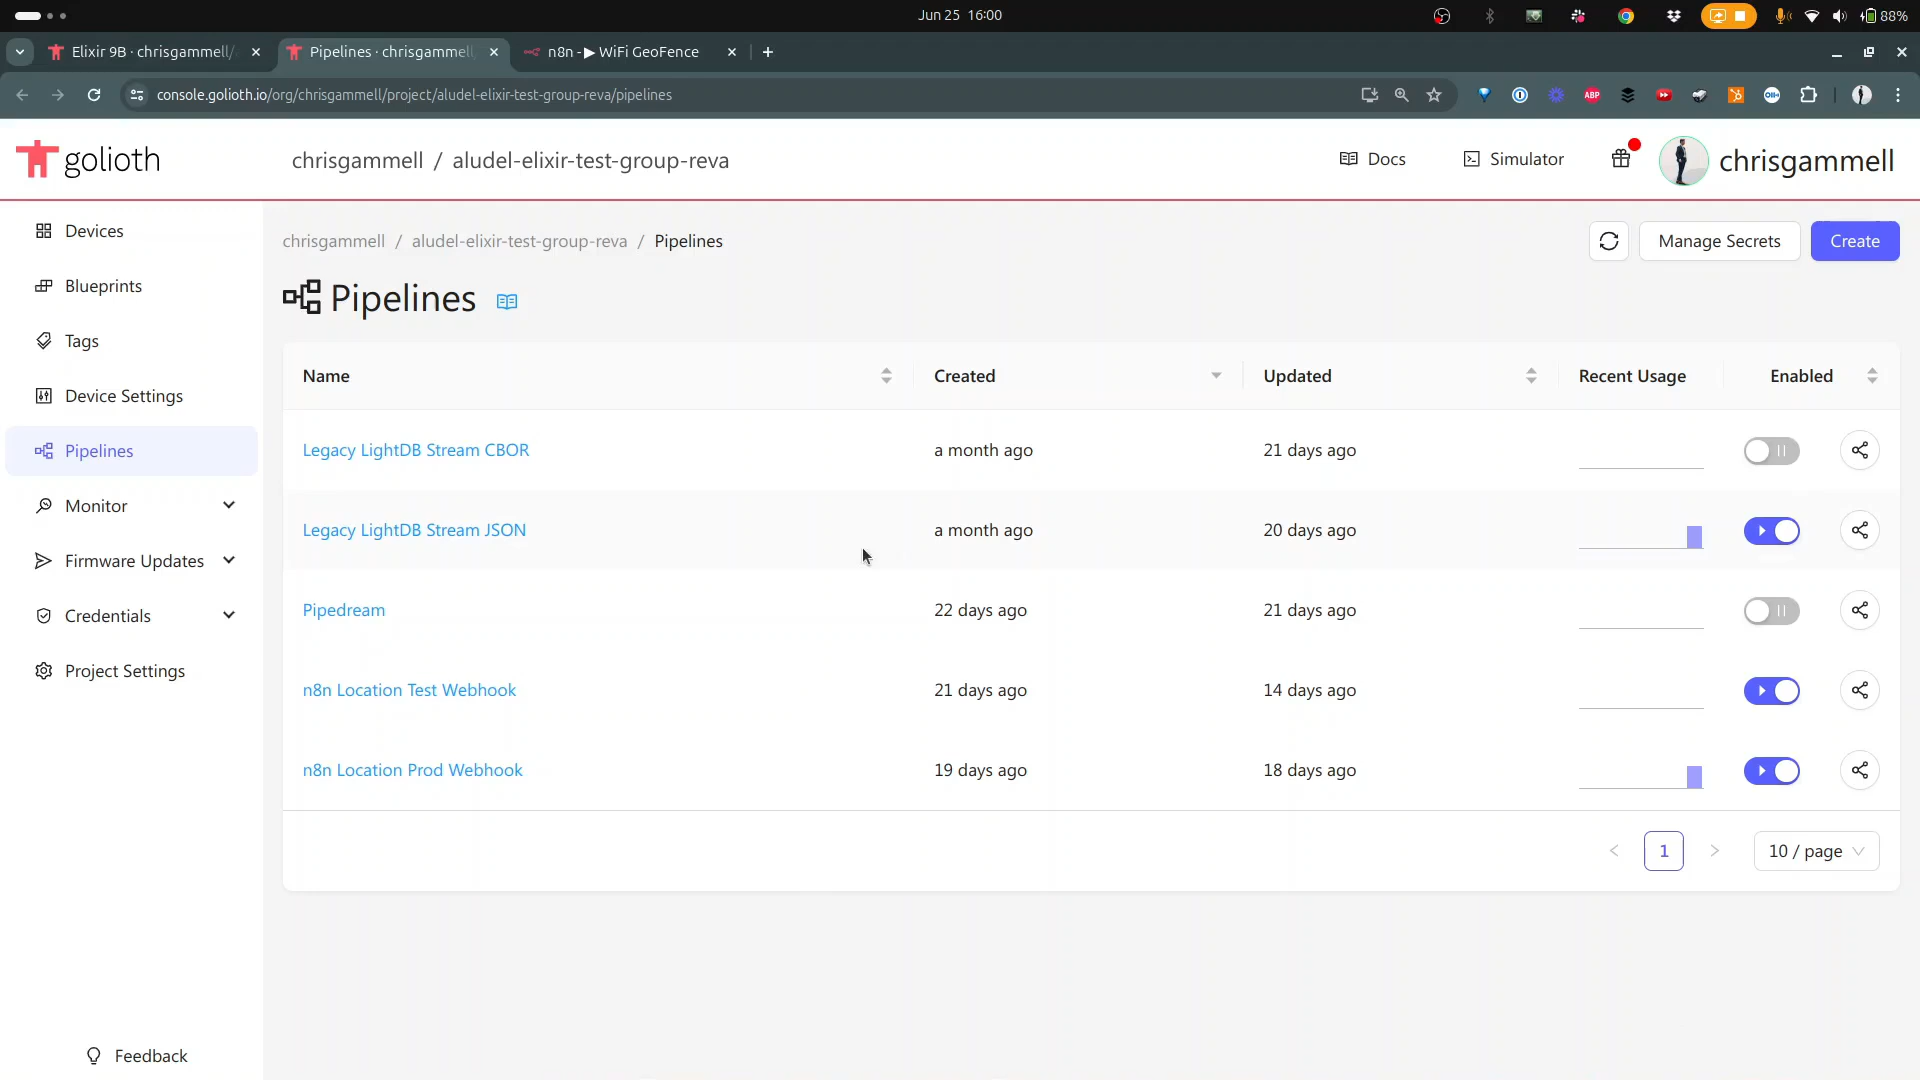 Jun 25 16:00
88%
Elixir 9B · chrisgammell/
Pipelines · chrisgammell
n8n - ▶ WiFi GeoFence
console.golioth.io/org/chrisgammell/project/aludel-elixir-test-group-reva/pipelines
ABP
golioth
chrisgammell / aludel-elixir-test-group-reva
Docs
Simulator
chrisgammell
Devices
Blueprints
Tags
Device Settings
Pipelines
Monitor
Firmware Updates
Credentials
Project Settings
Feedback
chrisgammell / aludel-elixir-test-group-reva / Pipelines
Manage Secrets
Create
Pipelines
Name Created Updated Recent Usage Enabled
Legacy LightDB Stream CBOR a month ago 21 days ago
Legacy LightDB Stream JSON a month ago 20 days ago
Pipedream 22 days ago 21 days ago
n8n Location Test Webhook 21 days ago 14 days ago
n8n Location Prod Webhook 19 days ago 18 days ago
< 1 > 10 / page